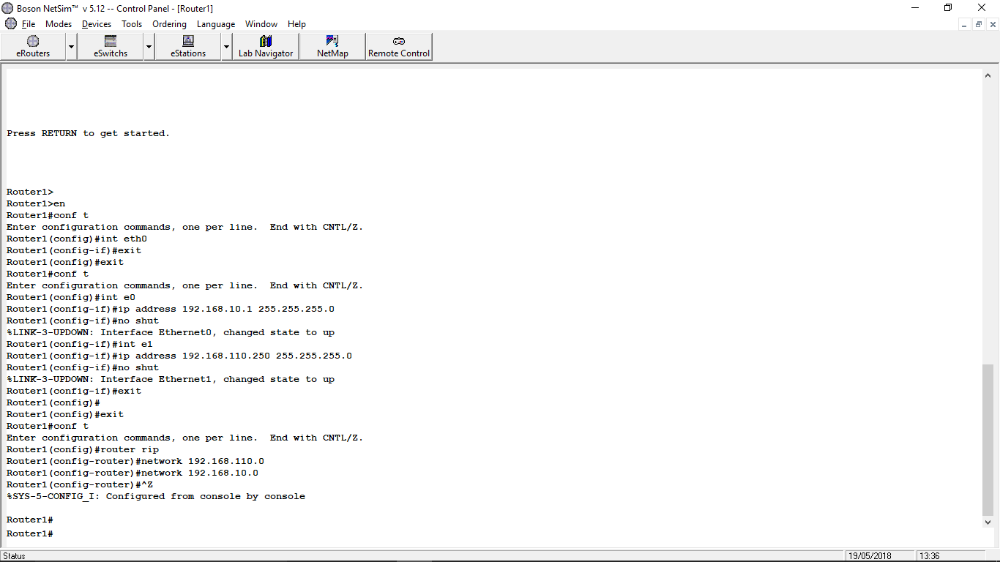 Boson NetSim™ v 5.12 -- Control Panel - [Router1]
File Modes Devices Tools Ordering Language Window Help
eRouters eSwitchs eStations Lab Navigator NetMap Remote Control
Press RETURN to get started.
Router1>
Router1>en
Router1#conf t
Enter configuration commands, one per line.  End with CNTL/Z.
Router1(config)#int eth0
Router1(config-if)#exit
Router1(config)#exit
Router1#conf t
Enter configuration commands, one per line.  End with CNTL/Z.
Router1(config)#int e0
Router1(config-if)#ip address 192.168.10.1 255.255.255.0
Router1(config-if)#no shut
%LINK-3-UPDOWN: Interface Ethernet0, changed state to up
Router1(config-if)#int e1
Router1(config-if)#ip address 192.168.110.250 255.255.255.0
Router1(config-if)#no shut
%LINK-3-UPDOWN: Interface Ethernet1, changed state to up
Router1(config-if)#exit
Router1(config)#
Router1(config)#exit
Router1#conf t
Enter configuration commands, one per line.  End with CNTL/Z.
Router1(config)#router rip
Router1(config-router)#network 192.168.110.0
Router1(config-router)#network 192.168.10.0
Router1(config-router)#^Z
%SYS-5-CONFIG_I: Configured from console by console
Router1#
Router1#
Status 19/05/2018 13:36